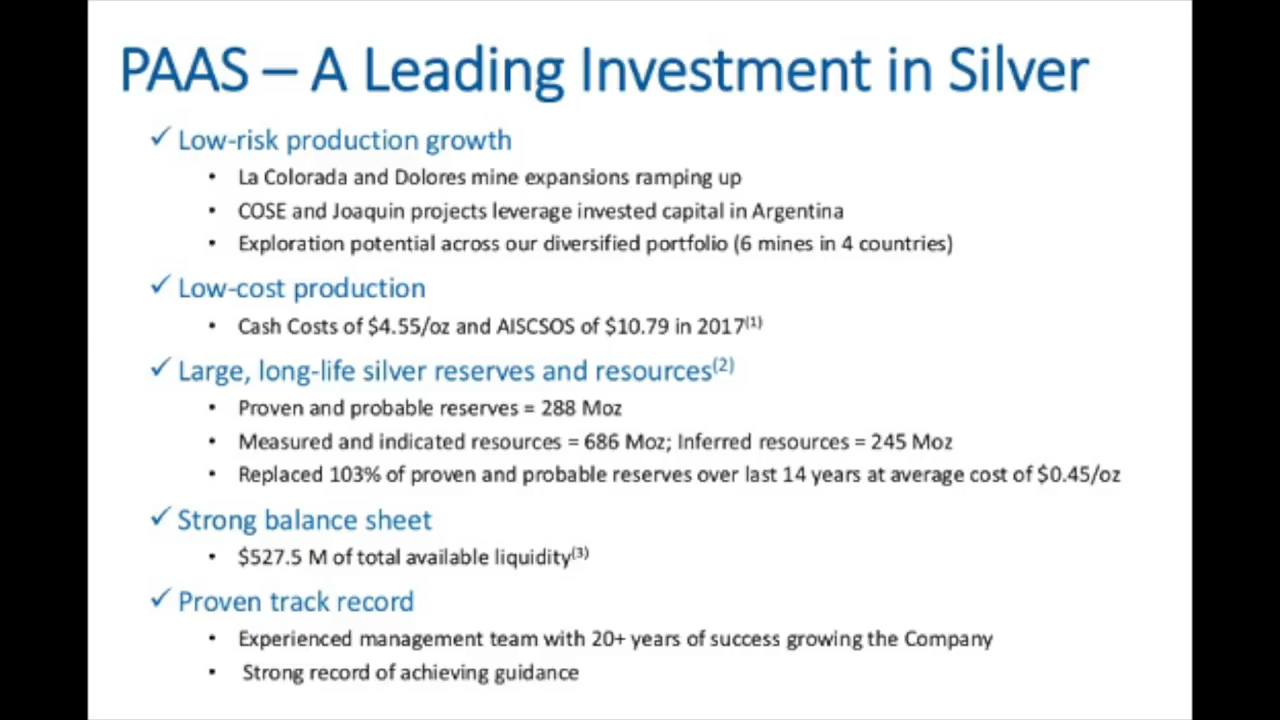 PAAS – A Leading Investment in Silver
✓ Low-risk production growth
• La Colorada and Dolores mine expansions ramping up
• COSE and Joaquin projects leverage invested capital in Argentina
• Exploration potential across our diversified portfolio (6 mines in 4 countries)
✓ Low-cost production
• Cash Costs of $4.55/oz and AISCSOS of $10.79 in 2017(1)
✓ Large, long-life silver reserves and resources(2)
• Proven and probable reserves = 288 Moz
• Measured and indicated resources = 686 Moz; Inferred resources = 245 Moz
• Replaced 103% of proven and probable reserves over last 14 years at average cost of $0.45/oz
✓ Strong balance sheet
• $527.5 M of total available liquidity(3)
✓ Proven track record
• Experienced management team with 20+ years of success growing the Company
• Strong record of achieving guidance